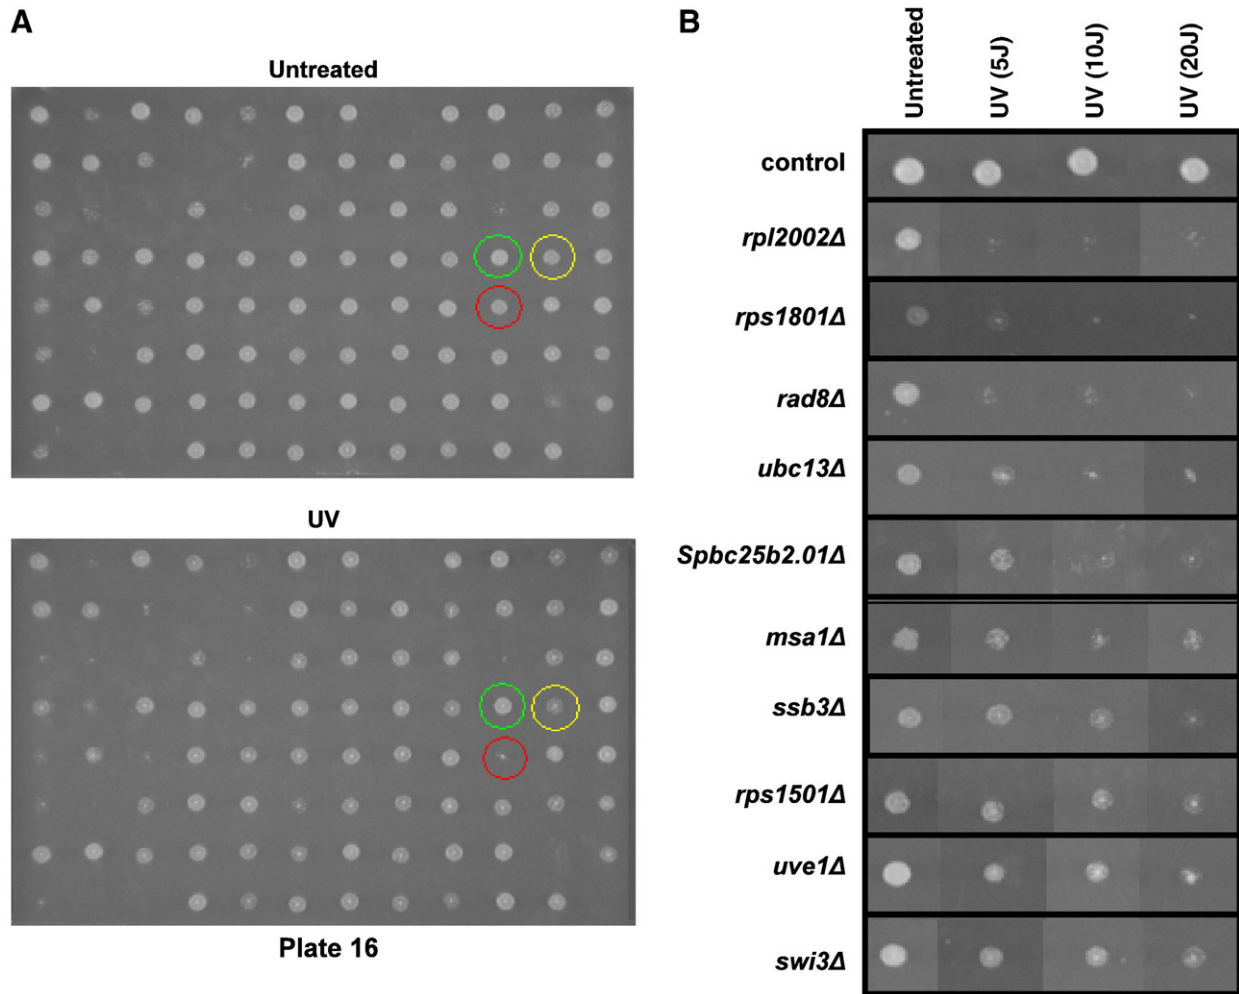 A
Untreated
UV
Plate 16
B
Untreated
UV (5J)
UV (10J)
UV (20J)
control
rpl2002Δ
rps1801Δ
rad8Δ
ubc13Δ
Spbc25b2.01Δ
msa1Δ
ssb3Δ
rps1501Δ
uve1Δ
swi3Δ